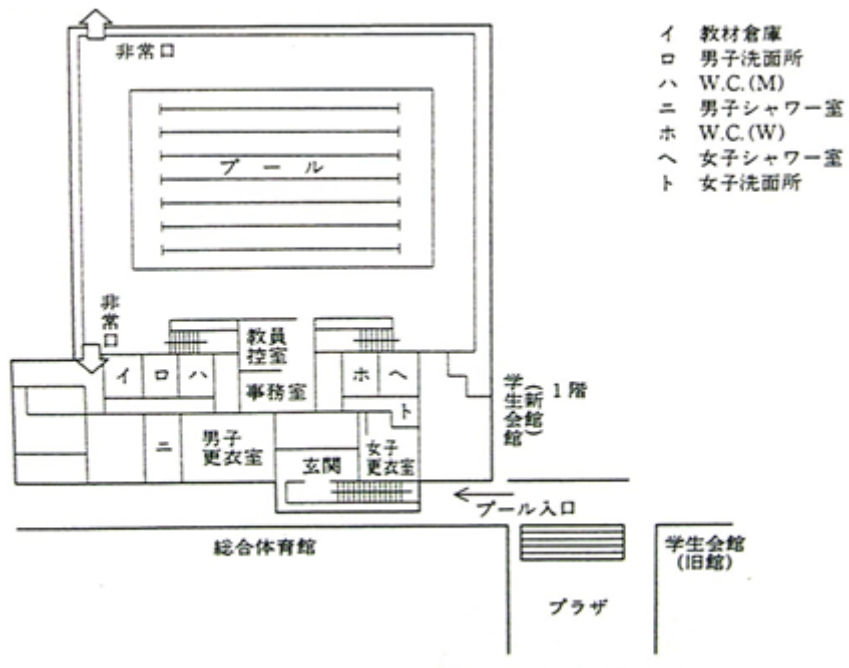 非常口
イ 教材倉庫
ロ 男子洗面所
ハ W.C.(M)
ニ 男子シャワー室
ホ W.C.(W)
ヘ 女子シャワー室
ト 女子洗面所
プール
非常口
教員
控室
事務室
イ
ロ
ハ
ホ
ヘ
ト
ニ
男子
更衣室
玄関
女子
更衣室
学生会館
(新館)
1階
プール入口
総合体育館
学生会館
(旧館)
プラザ